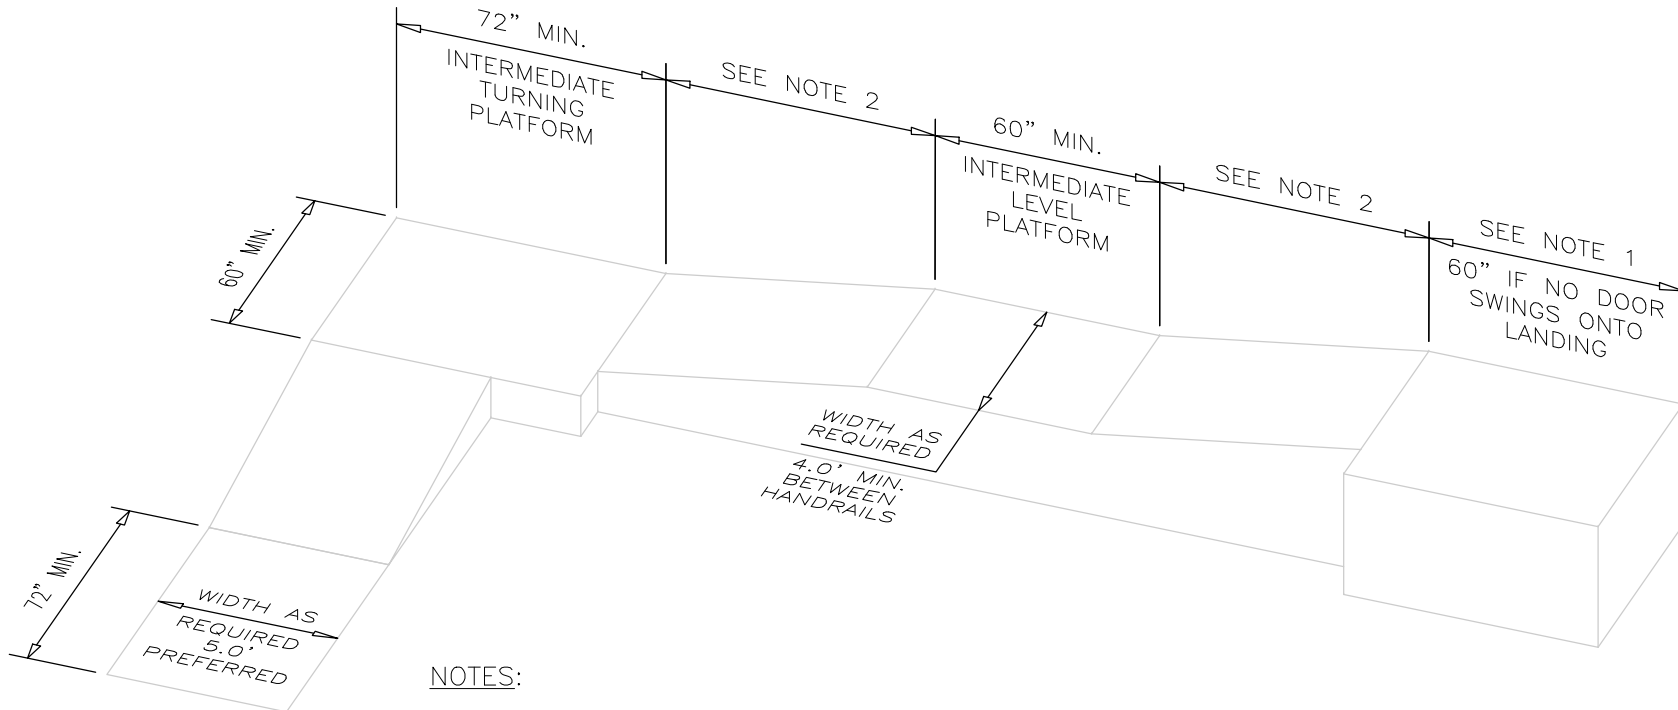 72” MIN.
INTERMEDIATE
TURNING
PLATFORM
SEE NOTE 2
60” MIN.
INTERMEDIATE
LEVEL
PLATFORM
SEE NOTE 2
SEE NOTE 1
60” IF NO DOOR
SWINGS ONTO
LANDING
60” MIN.
WIDTH AS
REQUIRED
4.0’ MIN.
BETWEEN
HANDRAILS
72” MIN.
WIDTH AS
REQUIRED
5.0’
PREFERRED
NOTES: